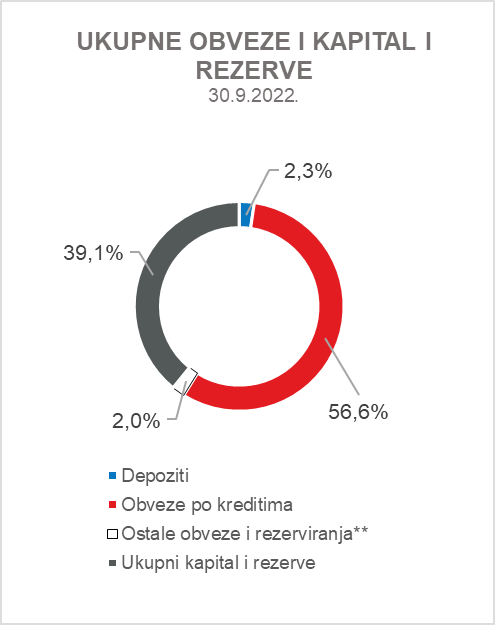 UKUPNE OBVEZE I KAPITAL I
REZERVE
30.9.2022.
2,3%
39,1%
56,6%
2,0%
Depoziti
Obveze po kreditima
Ostale obveze i rezerviranja**
Ukupni kapital i rezerve